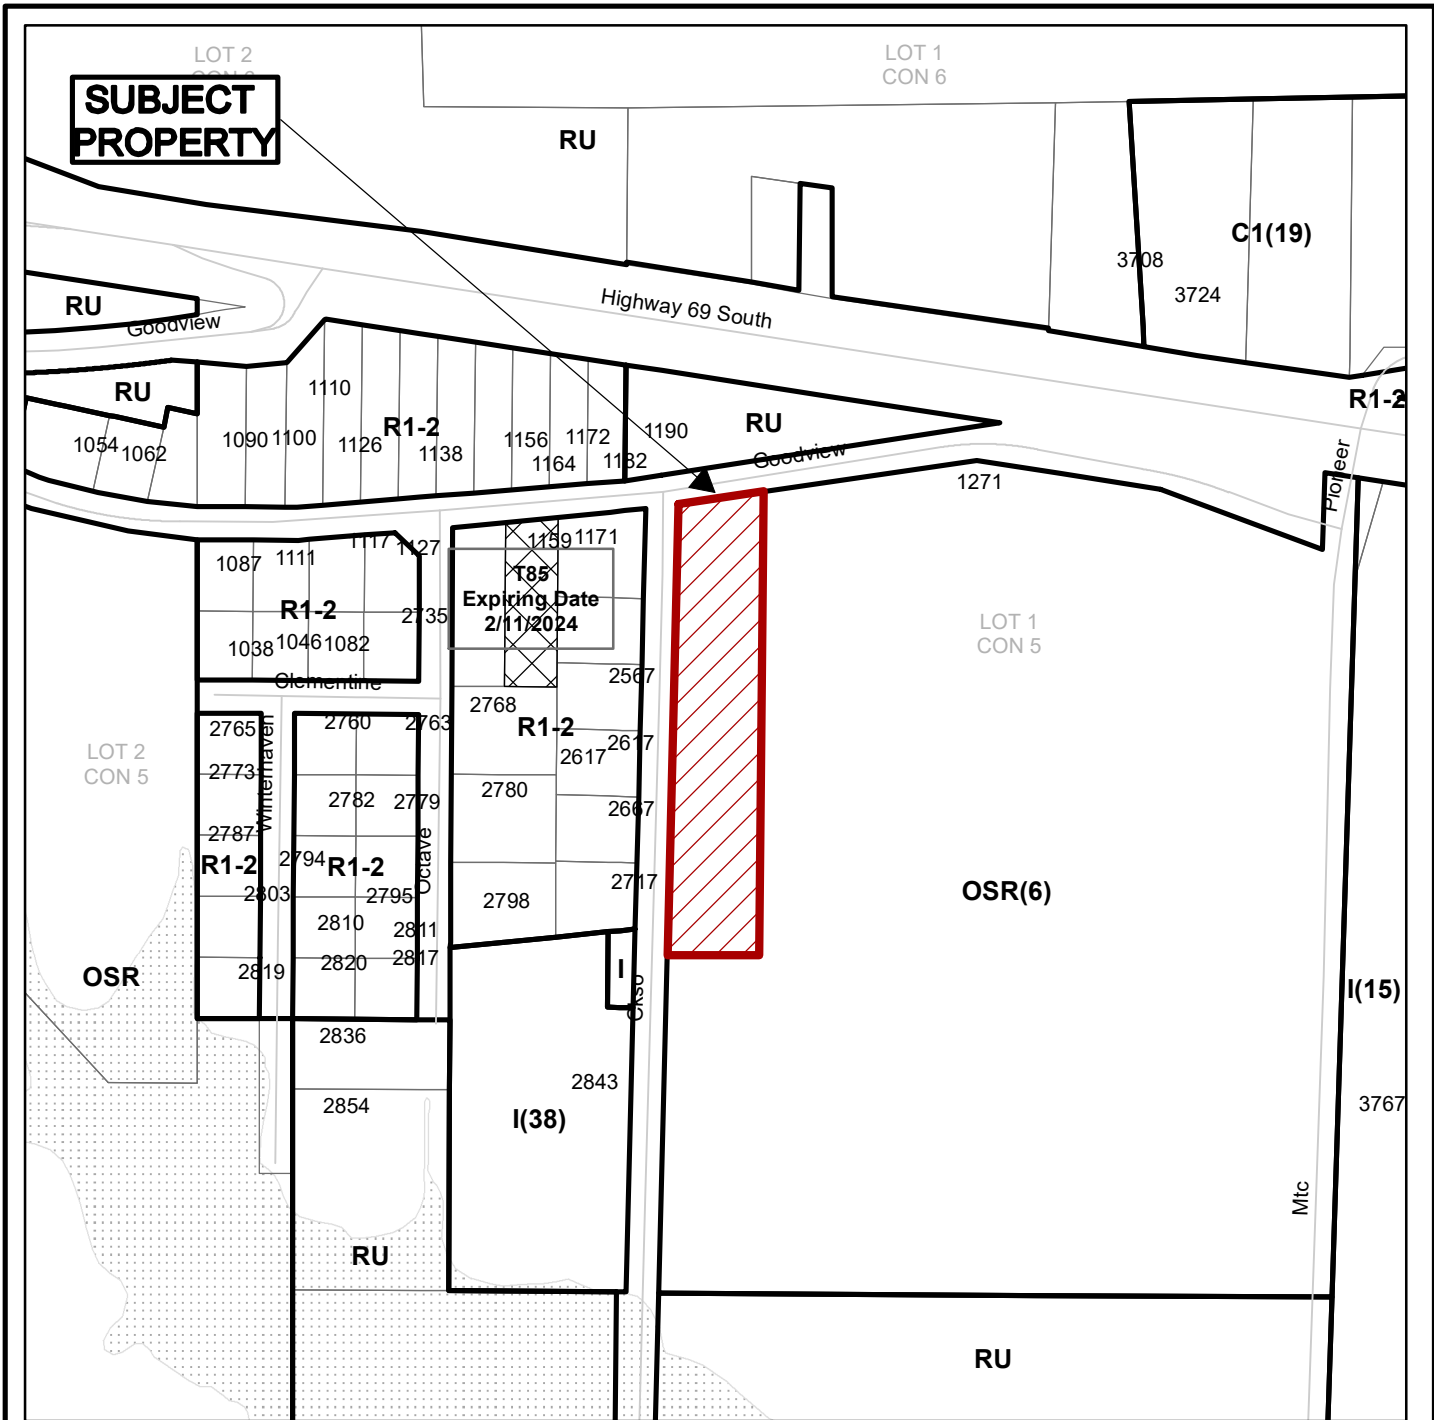 LOT 2
CON 6
LOT 1
CON 6
SUBJECT
PROPERTY
RU
C1(19)
3708
3724
Highway 69 South
RU
Goodview
RU
R1-2
1110
R1-2
RU
1054
1062
1090
1100
1126
1138
1156
1164
1172
1182
1190
Goodview
1271
Pioneer
1087
1111
1117
1127
1159
1171
T85
Expiring Date
2/11/2024
R1-2
2735
1038
1046
1082
LOT 1
CON 5
Clementine
2567
2768
R1-2
2765
2760
2763
2617
2617
LOT 2
CON 5
2773
Winterhaven
2782
2779
2780
2667
2787
2794
R1-2
R1-2
Octave
2717
2803
2795
2798
OSR(6)
2810
2811
2817
2820
2819
OSR
I
Ckso
I(15)
2836
2843
2854
I(38)
3767
Mtc
RU
RU